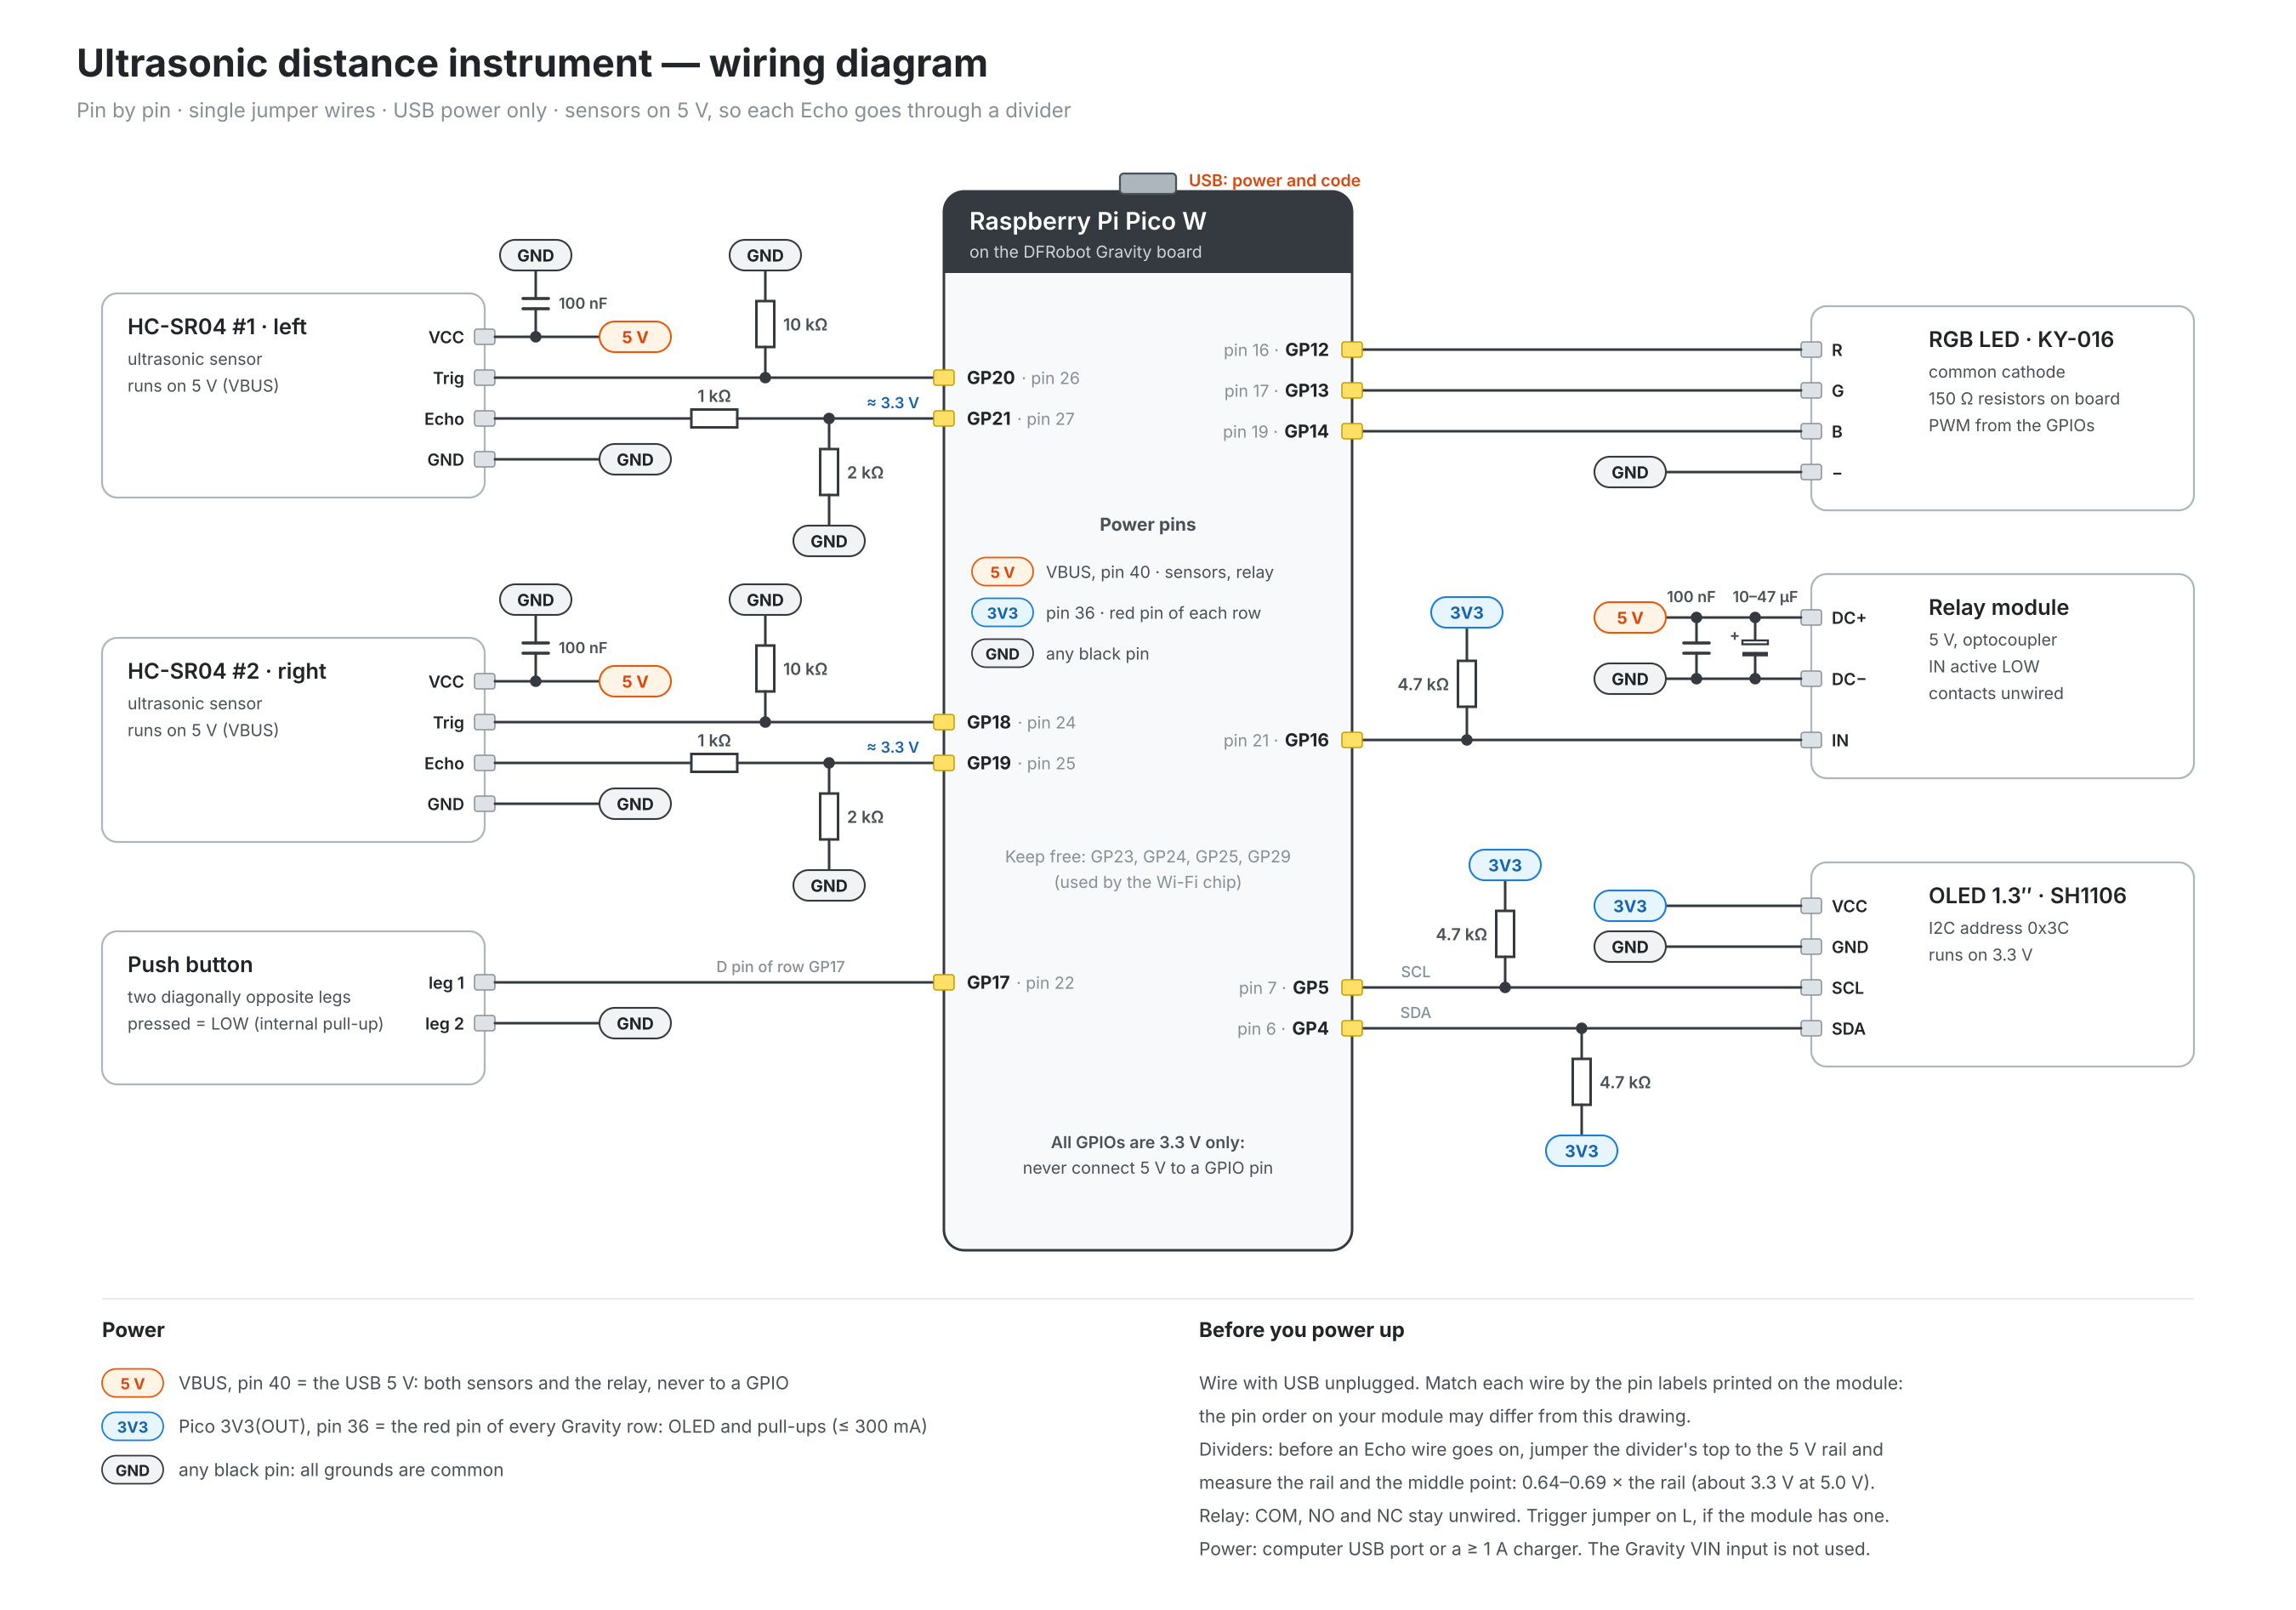 Ultrasonic distance instrument — wiring diagram
Pin by pin · single jumper wires · USB power only · sensors on 5 V, so each Echo goes through a divider
USB: power and code
Raspberry Pi Pico W
on the DFRobot Gravity board
GND
GND
100 nF
10 kΩ
HC-SR04 #1 · left
ultrasonic sensor
runs on 5 V (VBUS)
VCC
5 V
Trig
Echo
1 kΩ
≈ 3.3 V
GND
GND
2 kΩ
GND
GP20 · pin 26
GP21 · pin 27
pin 16 · GP12
pin 17 · GP13
pin 19 · GP14
R
G
B
–
GND
RGB LED · KY-016
common cathode
150 Ω resistors on board
PWM from the GPIOs
Power pins
5 V VBUS, pin 40 · sensors, relay
3V3 pin 36 · red pin of each row
GND any black pin
GND
GND
100 nF
10 kΩ
HC-SR04 #2 · right
ultrasonic sensor
runs on 5 V (VBUS)
VCC
5 V
Trig
Echo
1 kΩ
≈ 3.3 V
GND
GND
2 kΩ
GND
GP18 · pin 24
GP19 · pin 25
pin 21 · GP16
3V3
4.7 kΩ
5 V
100 nF
10–47 µF
+
GND
DC+
DC−
IN
Relay module
5 V, optocoupler
IN active LOW
contacts unwired
Keep free: GP23, GP24, GP25, GP29
(used by the Wi-Fi chip)
Push button
two diagonally opposite legs
pressed = LOW (internal pull-up)
leg 1
leg 2
D pin of row GP17
GND
GP17 · pin 22
pin 7 · GP5
pin 6 · GP4
3V3
4.7 kΩ
SCL
SDA
3V3
GND
4.7 kΩ
3V3
VCC
GND
SCL
SDA
OLED 1.3″ · SH1106
I2C address 0x3C
runs on 3.3 V
All GPIOs are 3.3 V only:
never connect 5 V to a GPIO pin
Power
5 V VBUS, pin 40 = the USB 5 V: both sensors and the relay, never to a GPIO
3V3 Pico 3V3(OUT), pin 36 = the red pin of every Gravity row: OLED and pull-ups (≤ 300 mA)
GND any black pin: all grounds are common
Before you power up
Wire with USB unplugged. Match each wire by the pin labels printed on the module:
the pin order on your module may differ from this drawing.
Dividers: before an Echo wire goes on, jumper the divider's top to the 5 V rail and
measure the rail and the middle point: 0.64–0.69 × the rail (about 3.3 V at 5.0 V).
Relay: COM, NO and NC stay unwired. Trigger jumper on L, if the module has one.
Power: computer USB port or a ≥ 1 A charger. The Gravity VIN input is not used.